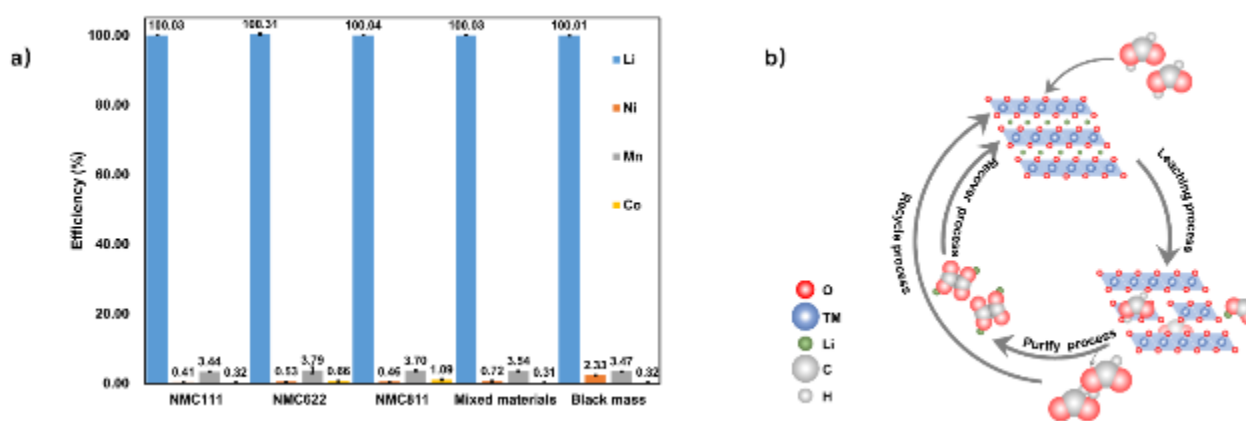 a)
Efficiency (%)
100.00
80.00
60.00
40.00
20.00
0.00
100.03
0.41
3.44
0.32
100.31
0.53
3.79
0.66
100.04
0.46
3.70
1.09
100.03
0.72
3.54
0.31
100.01
2.33
3.47
0.32
NMC111
NMC622
NMC811
Mixed materials
Black mass
Li
Ni
Mn
Co
b)
Leaching process
Recover process
Recycle process
Purify process
O
TM
Li
C
H